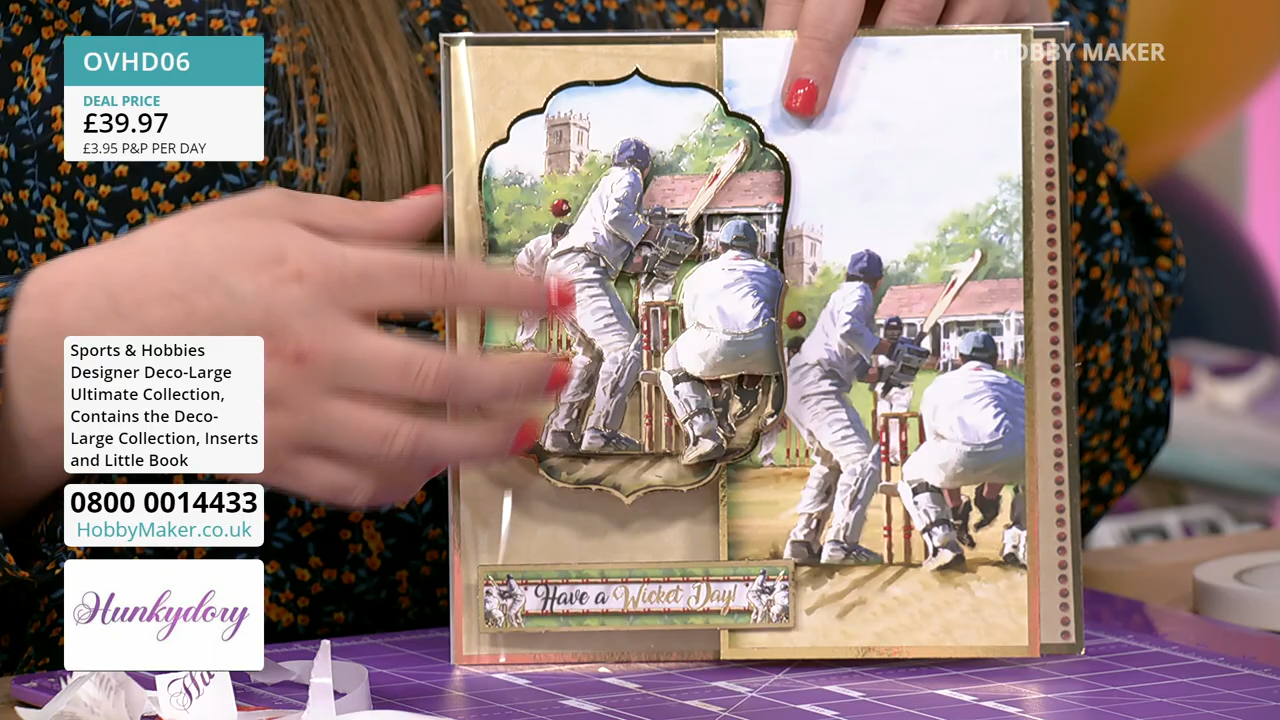 OVHD06
DEAL PRICE
£39.97
£3.95 P&P PER DAY
HOBBY MAKER
Sports & Hobbies
Designer Deco-Large
Ultimate Collection,
Contains the Deco-
Large Collection, Inserts
and Little Book
0800 0014433
HobbyMaker.co.uk
Hunkydory
Have a Wicket Day!